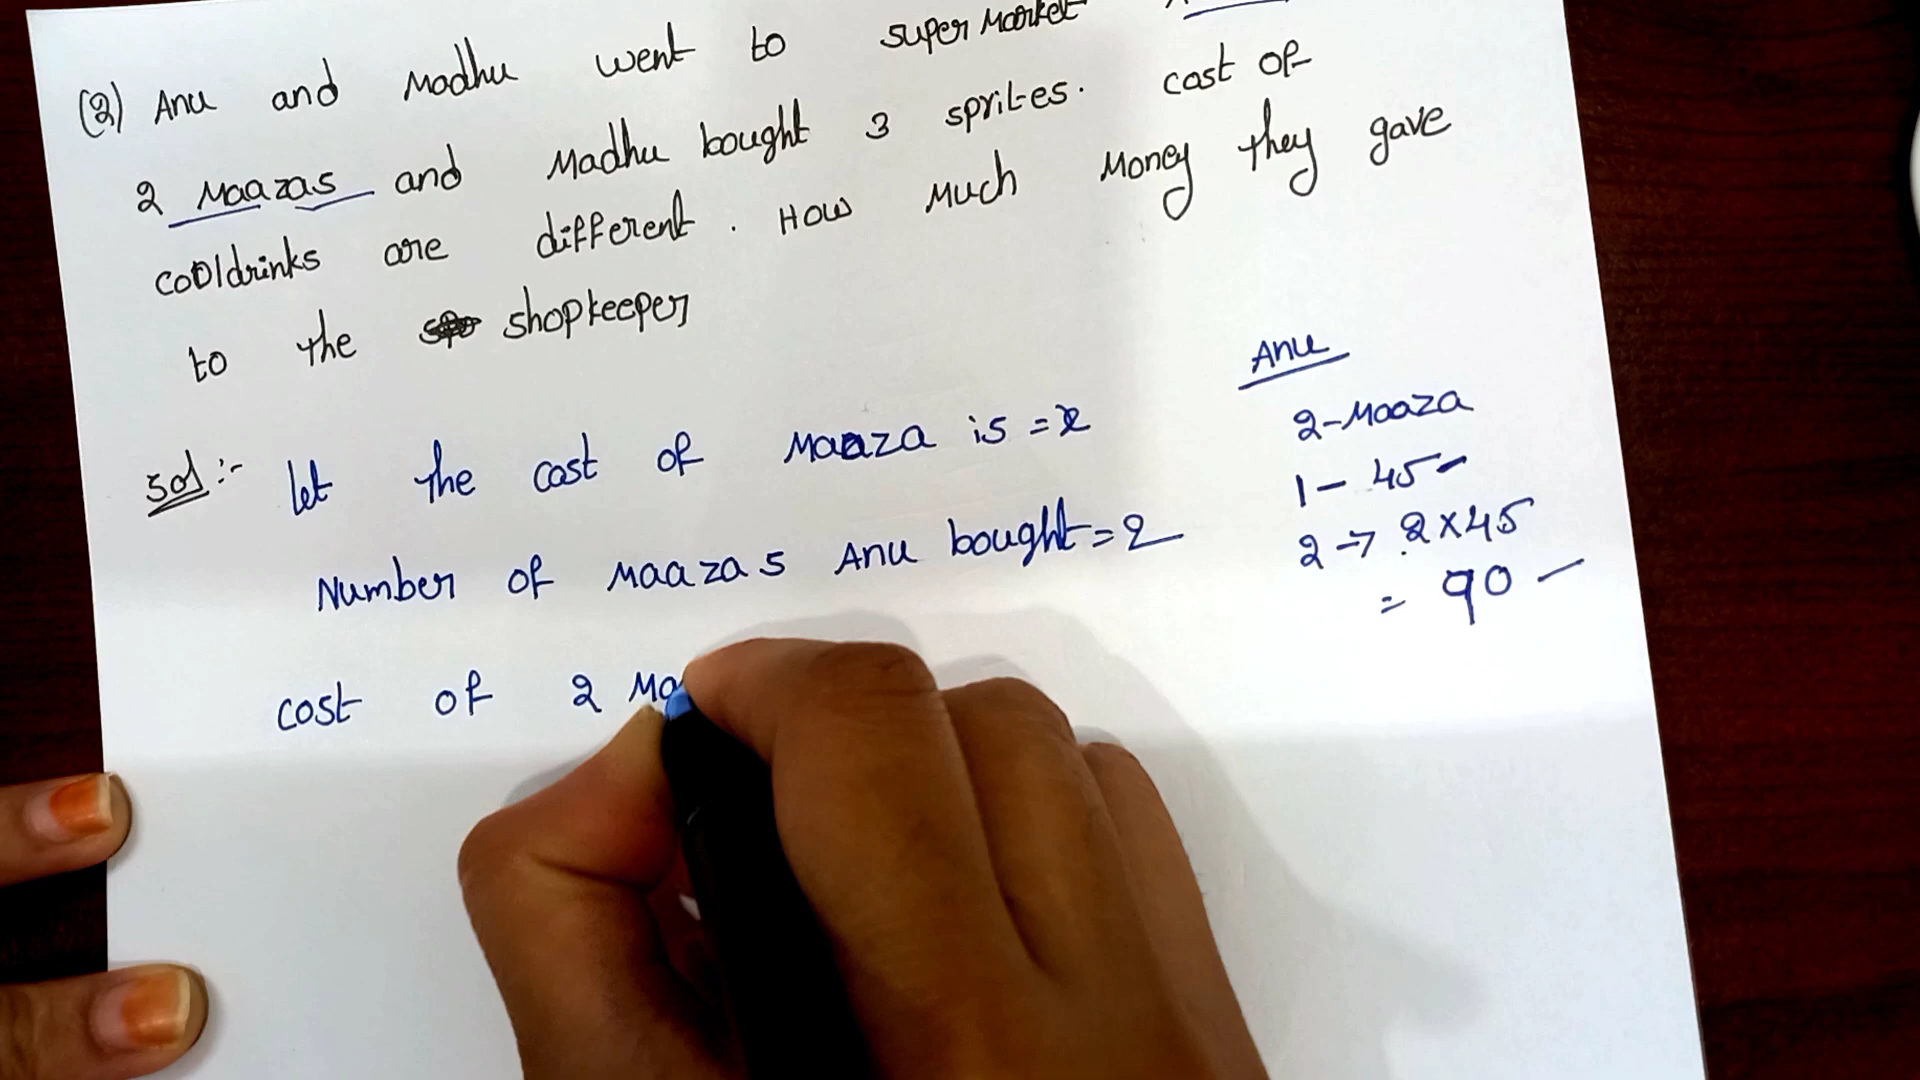 (2) Anu and Madhu went to super Market
2 Maazas and Madhu bought 3 sprites. cost of
cooldrinks are different. How Much Money they gave
to the shopkeeper
Sol:- let the cost of Maaza is = x
Number of Maazas Anu bought = 2
cost of 2 Ma
Anu
2-Maaza
1 - 45 -
2 → 2x45
= 90 -